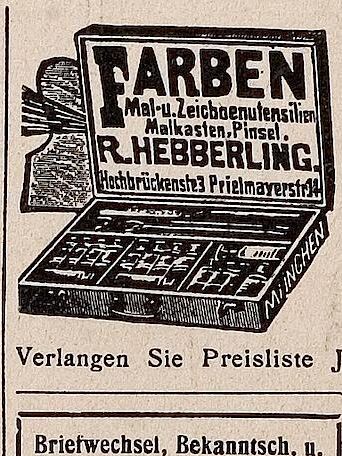 FARBEN
Mal-u. Zeichenutensilien
Malkasten, Pinsel.
R. HEBBERLING.
Hochbrückenstr.3 Prielmayerstr.14
MÜNCHEN
Verlangen Sie Preisliste J
Briefwechsel, Bekanntsch. u.